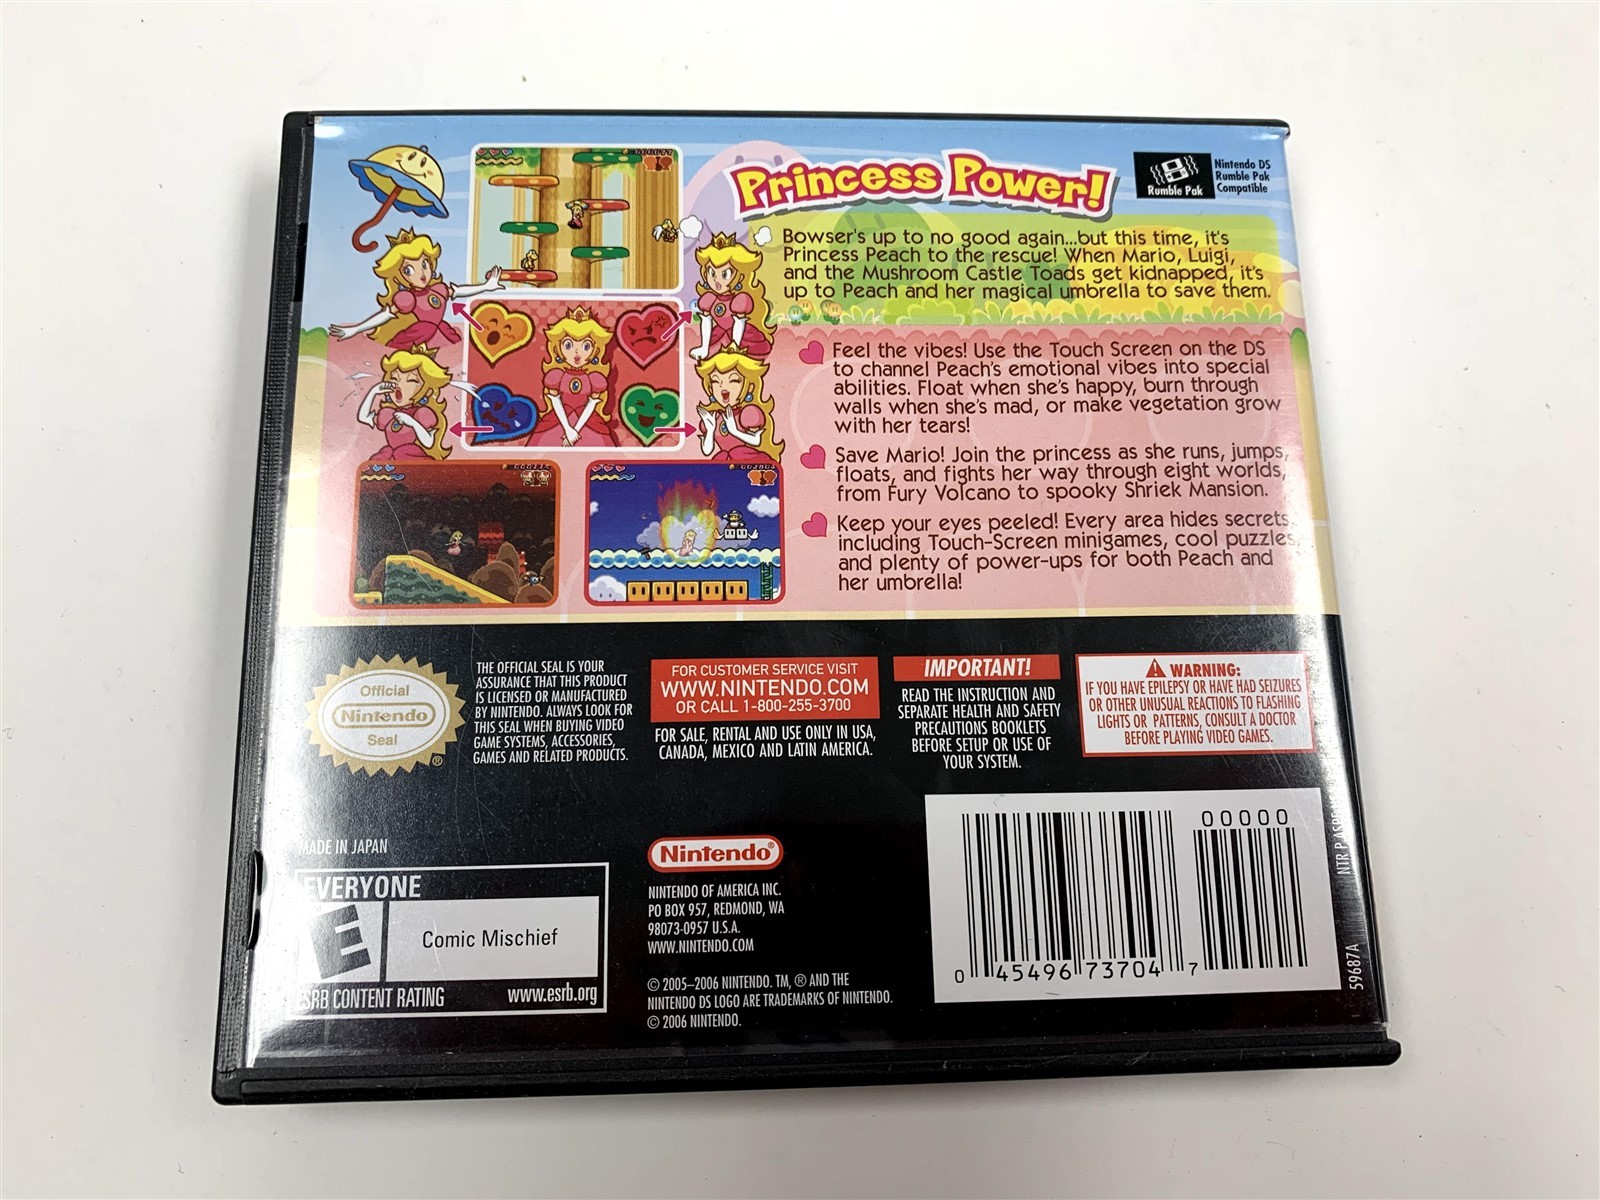 Princess Power!
Rumble Pak
Nintendo DS
Rumble Pak
Compatible
Bowser's up to no good again...but this time, it's
Princess Peach to the rescue! When Mario, Luigi,
and the Mushroom Castle Toads get kidnapped, it's
up to Peach and her magical umbrella to save them.
Feel the vibes! Use the Touch Screen on the DS
to channel Peach's emotional vibes into special
abilities. Float when she's happy, burn through
walls when she's mad, or make vegetation grow
with her tears!
Save Mario! Join the princess as she runs, jumps,
floats, and fights her way through eight worlds,
from Fury Volcano to spooky Shriek Mansion.
Keep your eyes peeled! Every area hides secrets,
including Touch-Screen minigames, cool puzzles,
and plenty of power-ups for both Peach and
her umbrella!
Official
Nintendo
Seal
®
THE OFFICIAL SEAL IS YOUR
ASSURANCE THAT THIS PRODUCT
IS LICENSED OR MANUFACTURED
BY NINTENDO. ALWAYS LOOK FOR
THIS SEAL WHEN BUYING VIDEO
GAME SYSTEMS, ACCESSORIES,
GAMES AND RELATED PRODUCTS.
FOR CUSTOMER SERVICE VISIT
WWW.NINTENDO.COM
OR CALL 1-800-255-3700
FOR SALE, RENTAL AND USE ONLY IN USA,
CANADA, MEXICO AND LATIN AMERICA.
IMPORTANT!
READ THE INSTRUCTION AND
SEPARATE HEALTH AND SAFETY
PRECAUTIONS BOOKLETS
BEFORE SETUP OR USE OF
YOUR SYSTEM.
WARNING:
IF YOU HAVE EPILEPSY OR HAVE HAD SEIZURES
OR OTHER UNUSUAL REACTIONS TO FLASHING
LIGHTS OR PATTERNS, CONSULT A DOCTOR
BEFORE PLAYING VIDEO GAMES.
MADE IN JAPAN
EVERYONE
E
Comic Mischief
ESRB CONTENT RATING www.esrb.org
Nintendo®
NINTENDO OF AMERICA INC.
PO BOX 957, REDMOND, WA
98073-0957 U.S.A.
WWW.NINTENDO.COM
© 2005–2006 NINTENDO. TM, ® AND THE
NINTENDO DS LOGO ARE TRADEMARKS OF NINTENDO.
© 2006 NINTENDO.
00000
0 45496 73704 7
NTR P
59687A